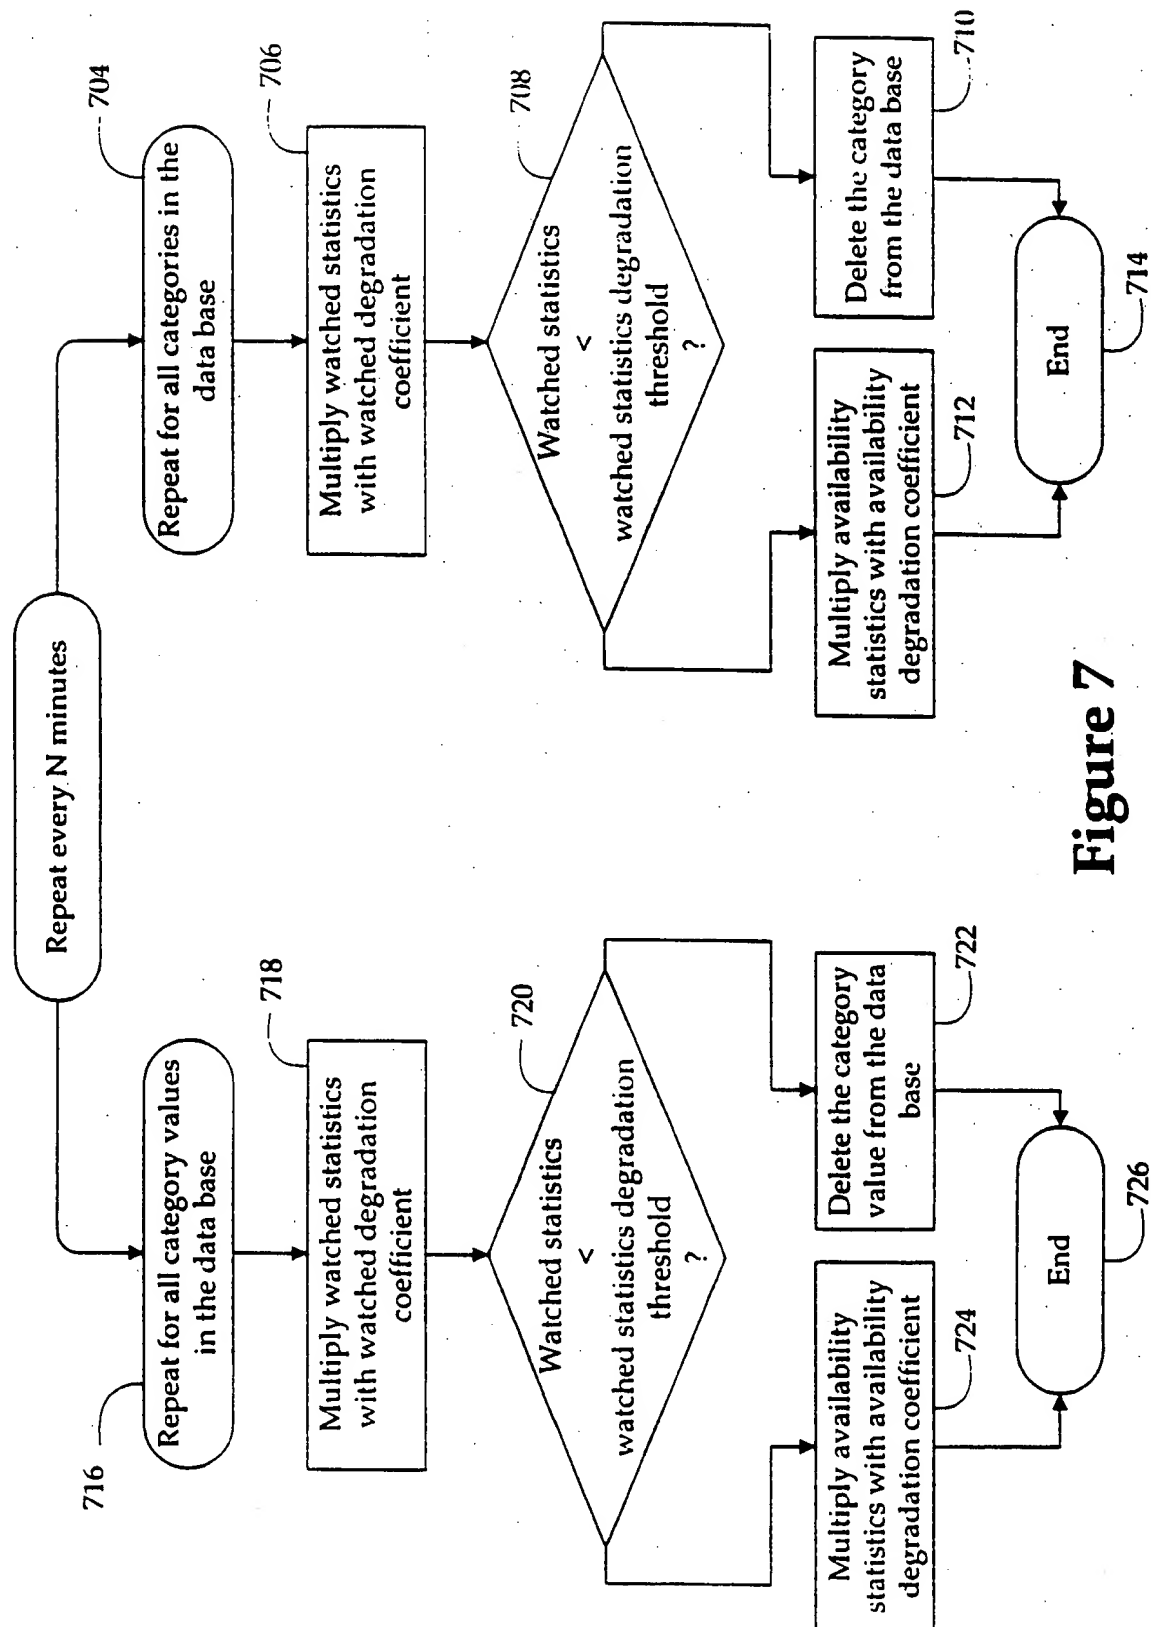 Repeat every N minutes
716
Repeat for all category values
in the data base
718
Multiply watched statistics
with watched degradation
coefficient
720
Watched statistics
<
watched statistics degradation
threshold
?
Multiply availability
statistics with availability
degradation coefficient
724
Delete the category
value from the data
base
722
End
726
704
Repeat for all categories in the
data base
706
Multiply watched statistics
with watched degradation
coefficient
708
Watched statistics
<
watched statistics degradation
threshold
?
Multiply availability
statistics with availability
degradation coefficient
712
Delete the category
from the data base
710
End
714
Figure 7